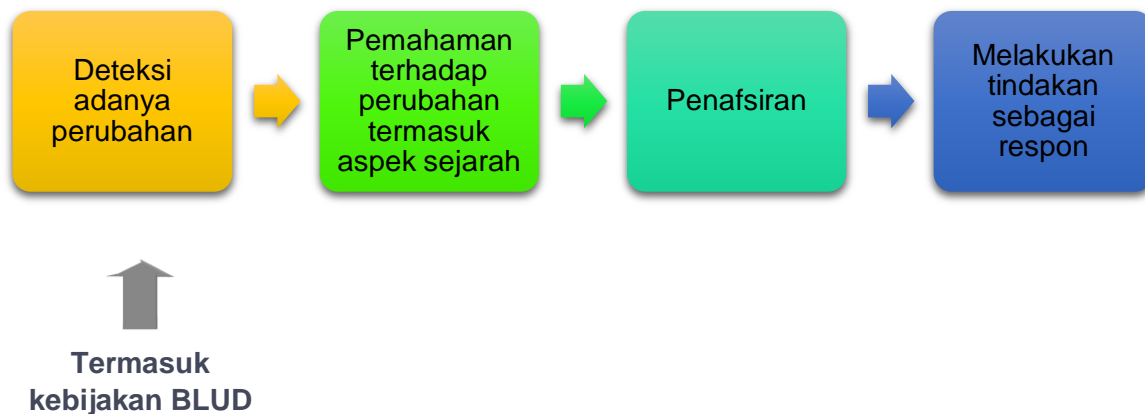 Deteksi
adanya
perubahan
Pemahaman
terhadap
perubahan
termasuk
aspek sejarah
Penafsiran
Melakukan
tindakan
sebagai
respon
Termasuk
kebijakan BLUD